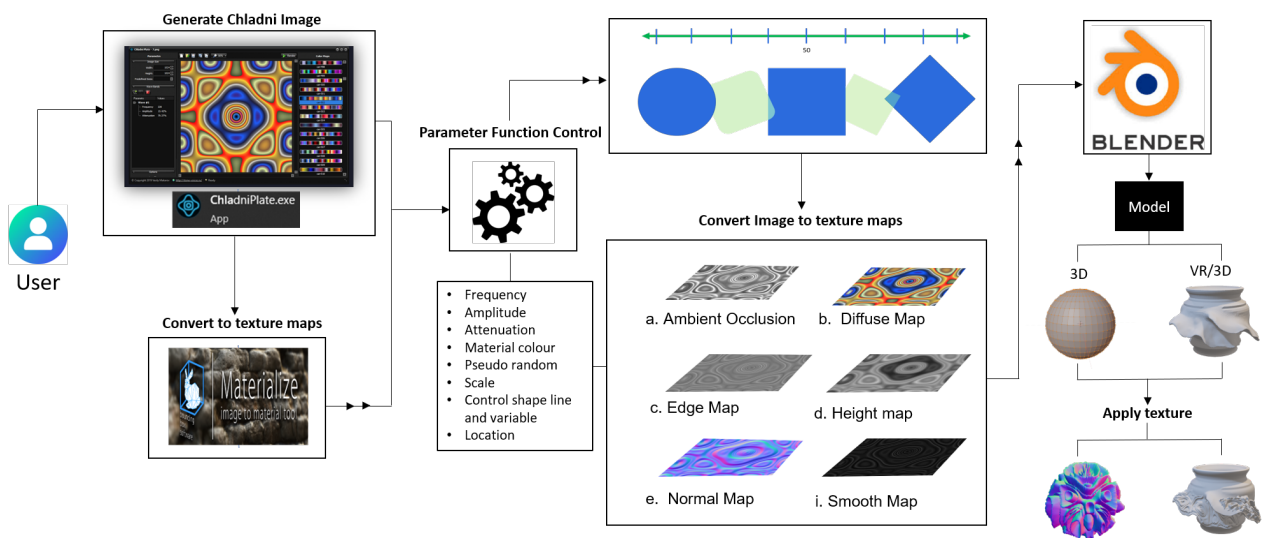 Generate Chladni Image
ChladniPlate.exe
App
User
Convert to texture maps
Materialize
image to material tool
Parameter Function Control
• Frequency
• Amplitude
• Attenuation
• Material colour
• Pseudo random
• Scale
• Control shape line
and variable
• Location
50
Convert Image to texture maps
a. Ambient Occlusion
b. Diffuse Map
c. Edge Map
d. Height map
e. Normal Map
i. Smooth Map
BLENDER
Model
3D
VR/3D
Apply texture